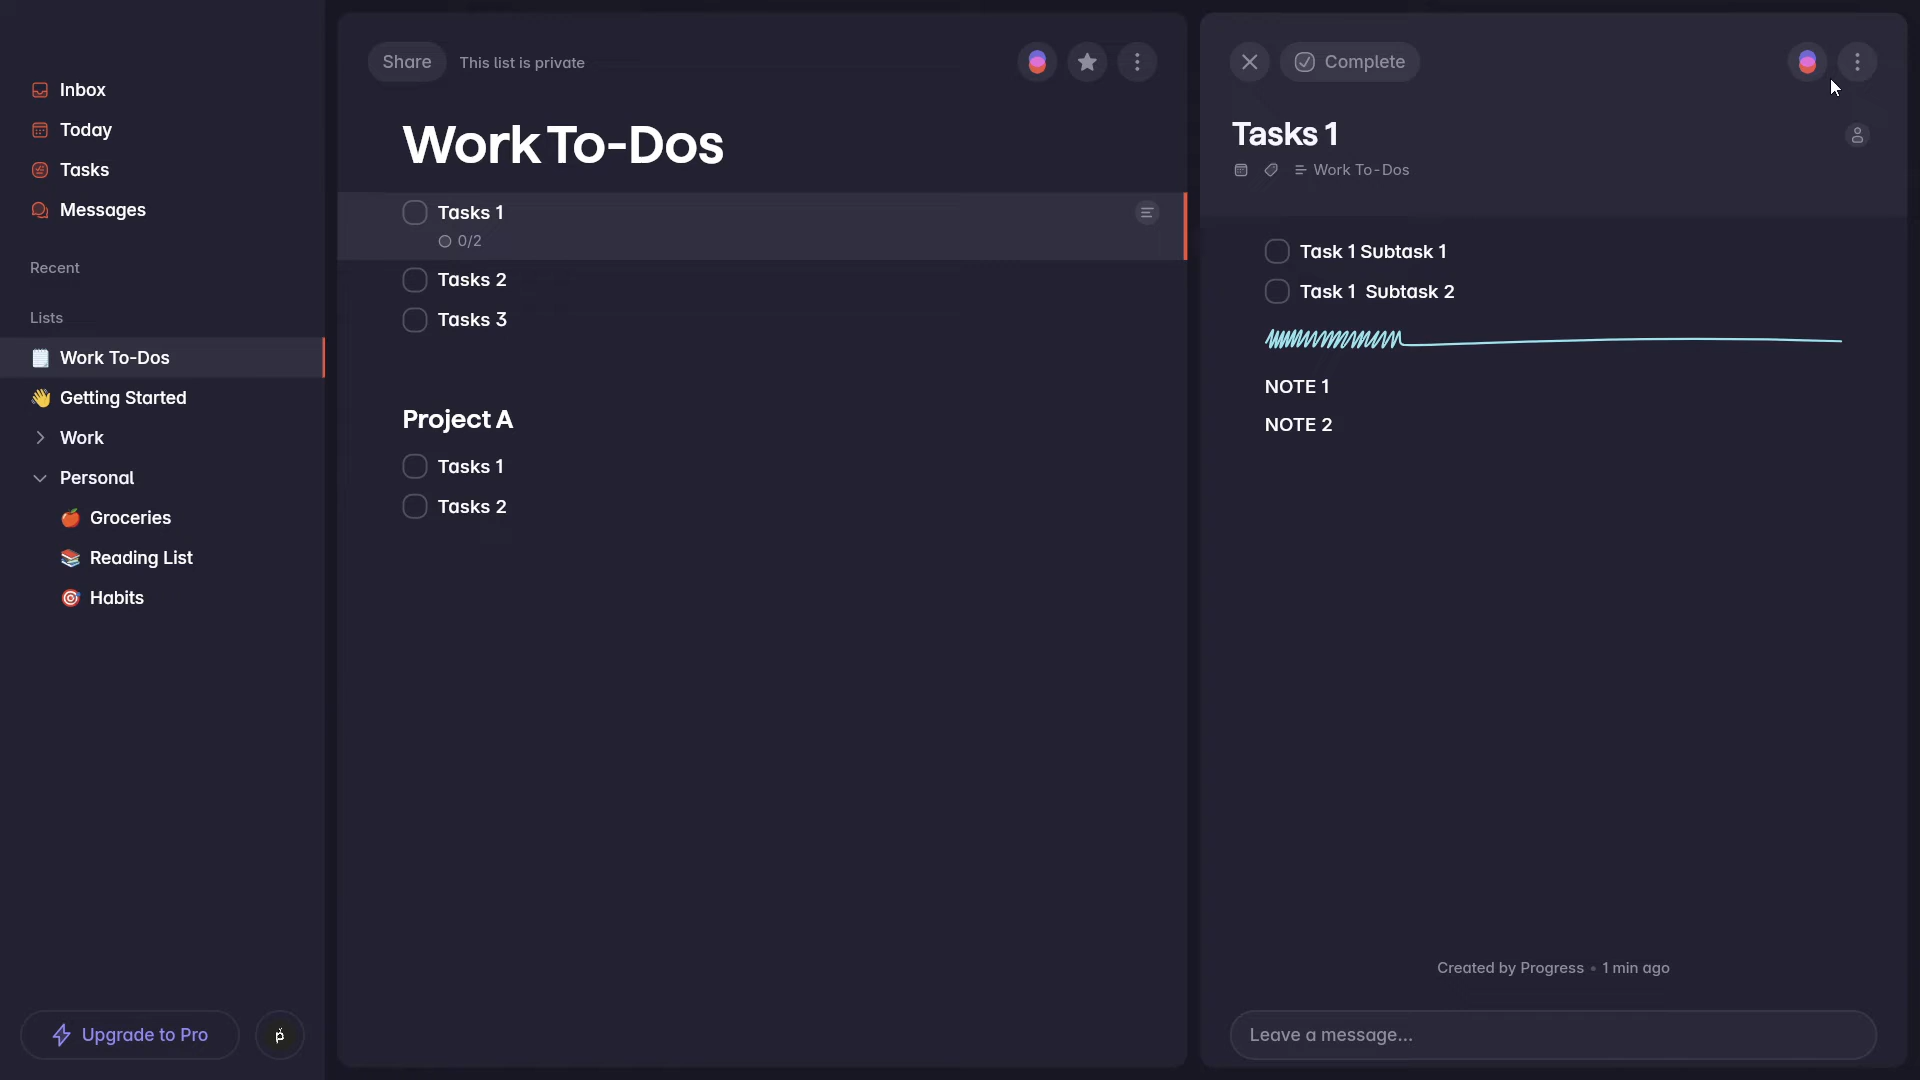 Inbox
Today
Tasks
Messages
Recent
Lists
Work To-Dos
Getting Started
Work
Personal
Groceries
Reading List
Habits
Upgrade to Pro
Share
This list is private
Work To-Dos
Tasks 1
0/2
Tasks 2
Tasks 3
Project A
Tasks 1
Tasks 2
Complete
Tasks 1
Work To-Dos
Task 1 Subtask 1
Task 1 Subtask 2
NOTE 1
NOTE 2
Created by Progress • 1 min ago
Leave a message...